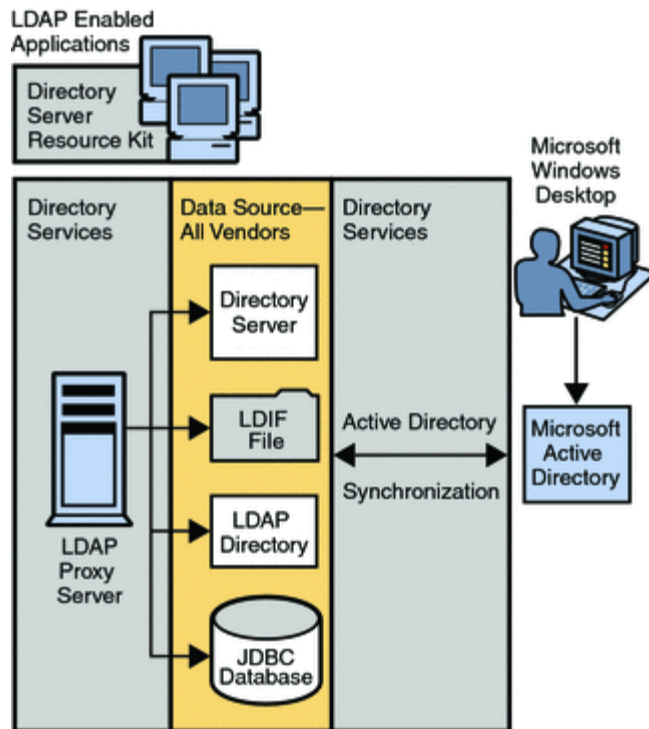 LDAP Enabled
Applications
Directory
Server
Resource Kit
Microsoft
Windows
Desktop
Directory
Services
Data Source—
All Vendors
Directory
Services
Directory
Server
LDIF
File
Active Directory
Synchronization
Microsoft
Active
Directory
LDAP
Directory
LDAP
Proxy
Server
JDBC
Database